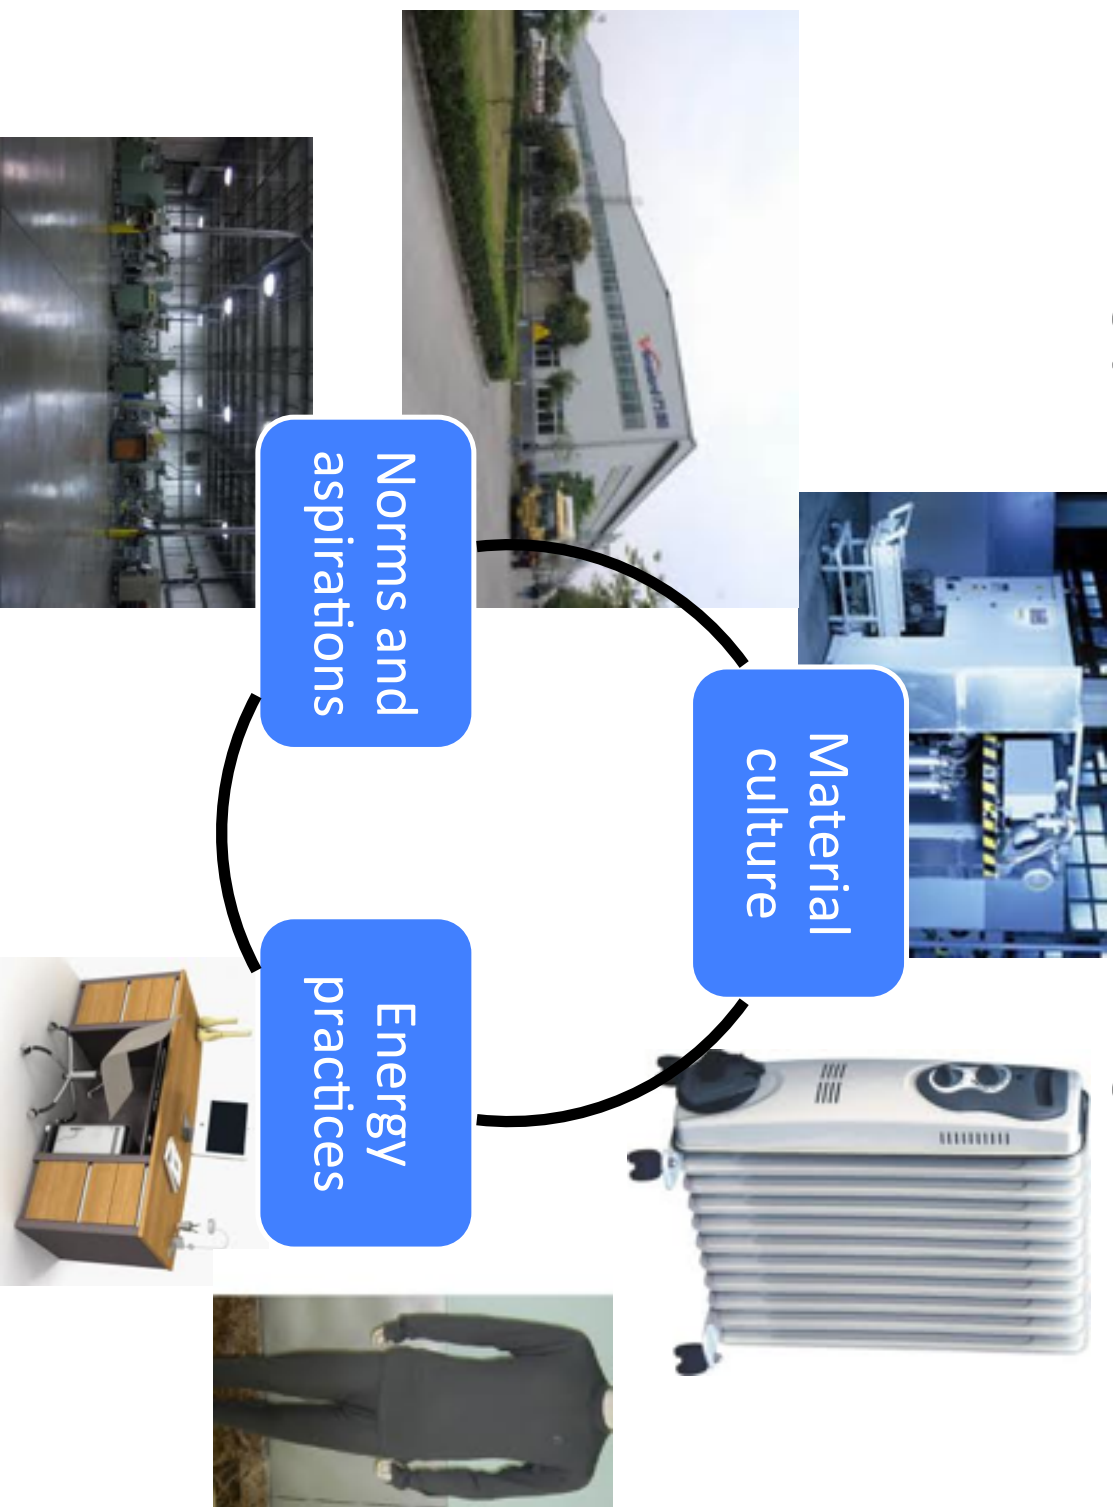 Material
culture
Norms and
aspirations
Energy
practices